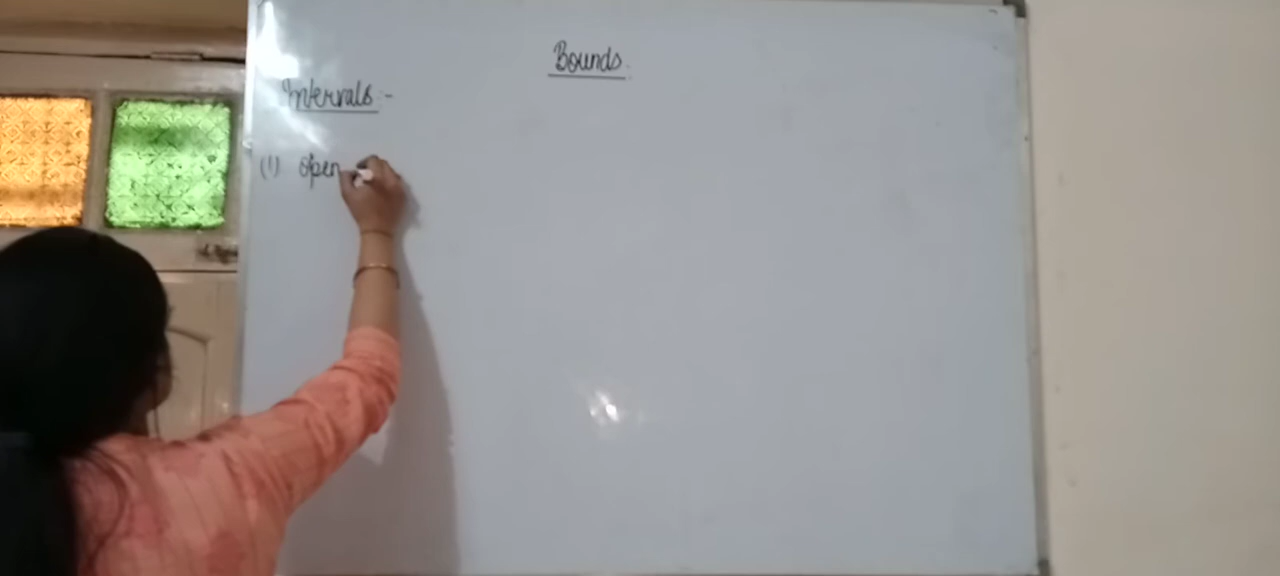 Bounds.
Intervals :-
(1) open